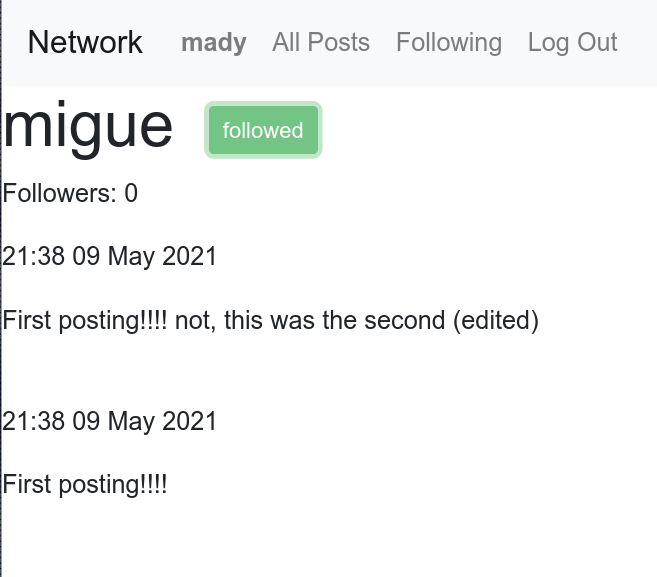 Network mady All Posts Following Log Out
migue followed
Followers: 0
21:38 09 May 2021
First posting!!!! not, this was the second (edited)
21:38 09 May 2021
First posting!!!!